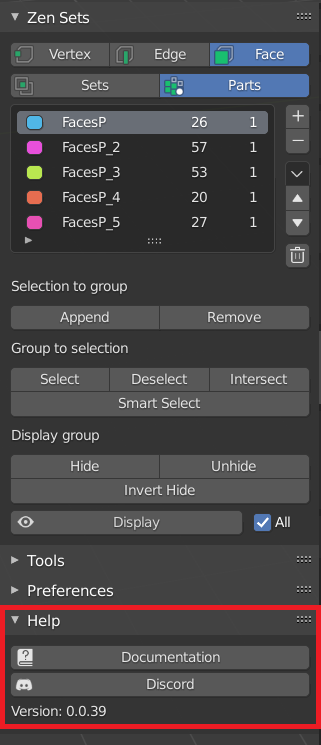 Zen Sets
Vertex Edge Face
Sets Parts
FacesP 26 1
FacesP_2 57 1
FacesP_3 53 1
FacesP_4 20 1
FacesP_5 27 1
Selection to group
Append Remove
Group to selection
Select Deselect Intersect
Smart Select
Display group
Hide Unhide
Invert Hide
Display All
Tools
Preferences
Help
Documentation
Discord
Version: 0.0.39